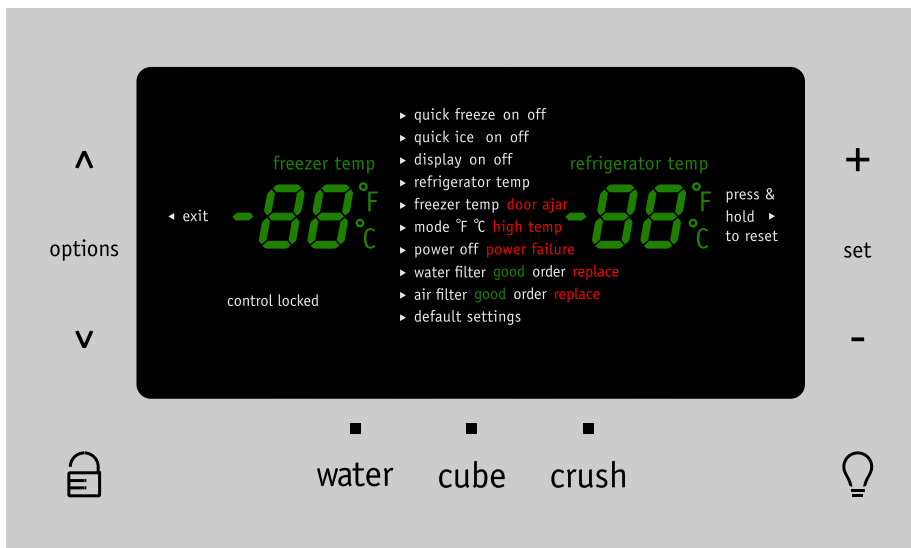 quick freeze on off
quick ice on off
display on off
refrigerator temp
freezer temp door ajar
mode °F °C high temp
power off power failure
water filter good order replace
air filter good order replace
default settings
freezer temp
-88 °F °C
refrigerator temp
-88 °F °C
exit
press &
hold
to reset
control locked
options
set
+
-
water
cube
crush